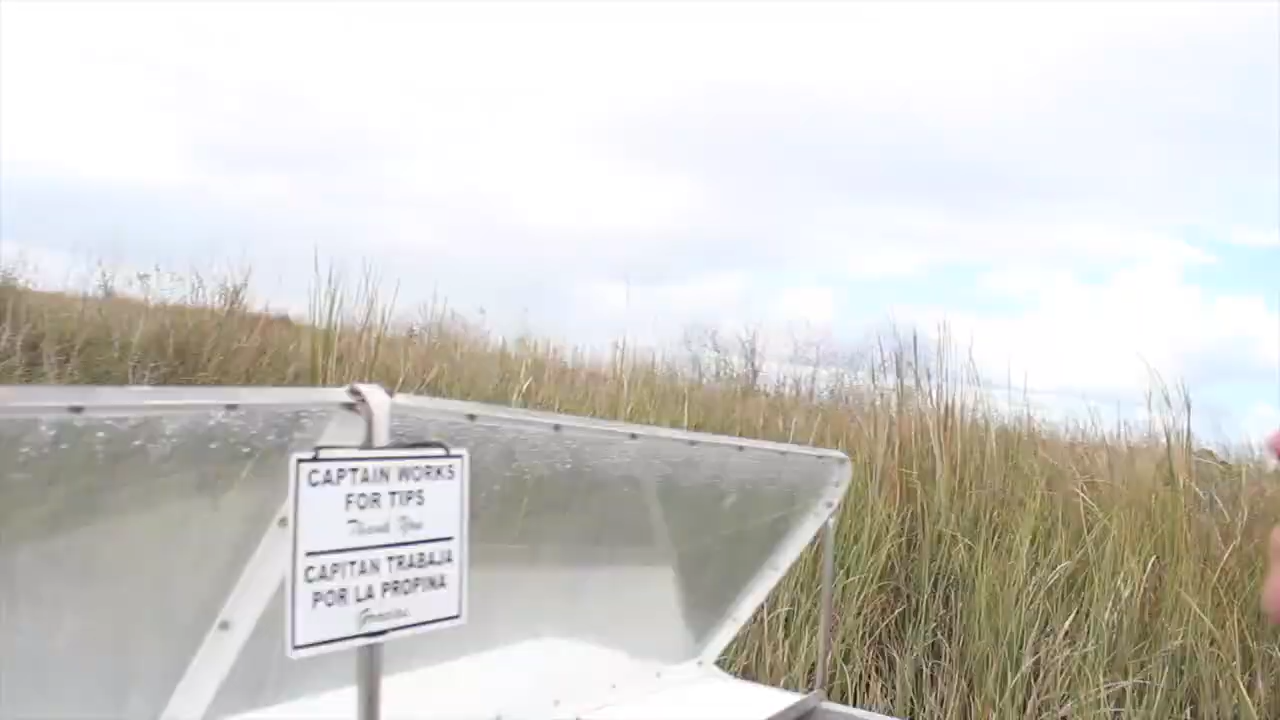 CAPTAIN WORKS
FOR TIPS
Thank You
CAPITAN TRABAJA
POR LA PROPINA
Gracias